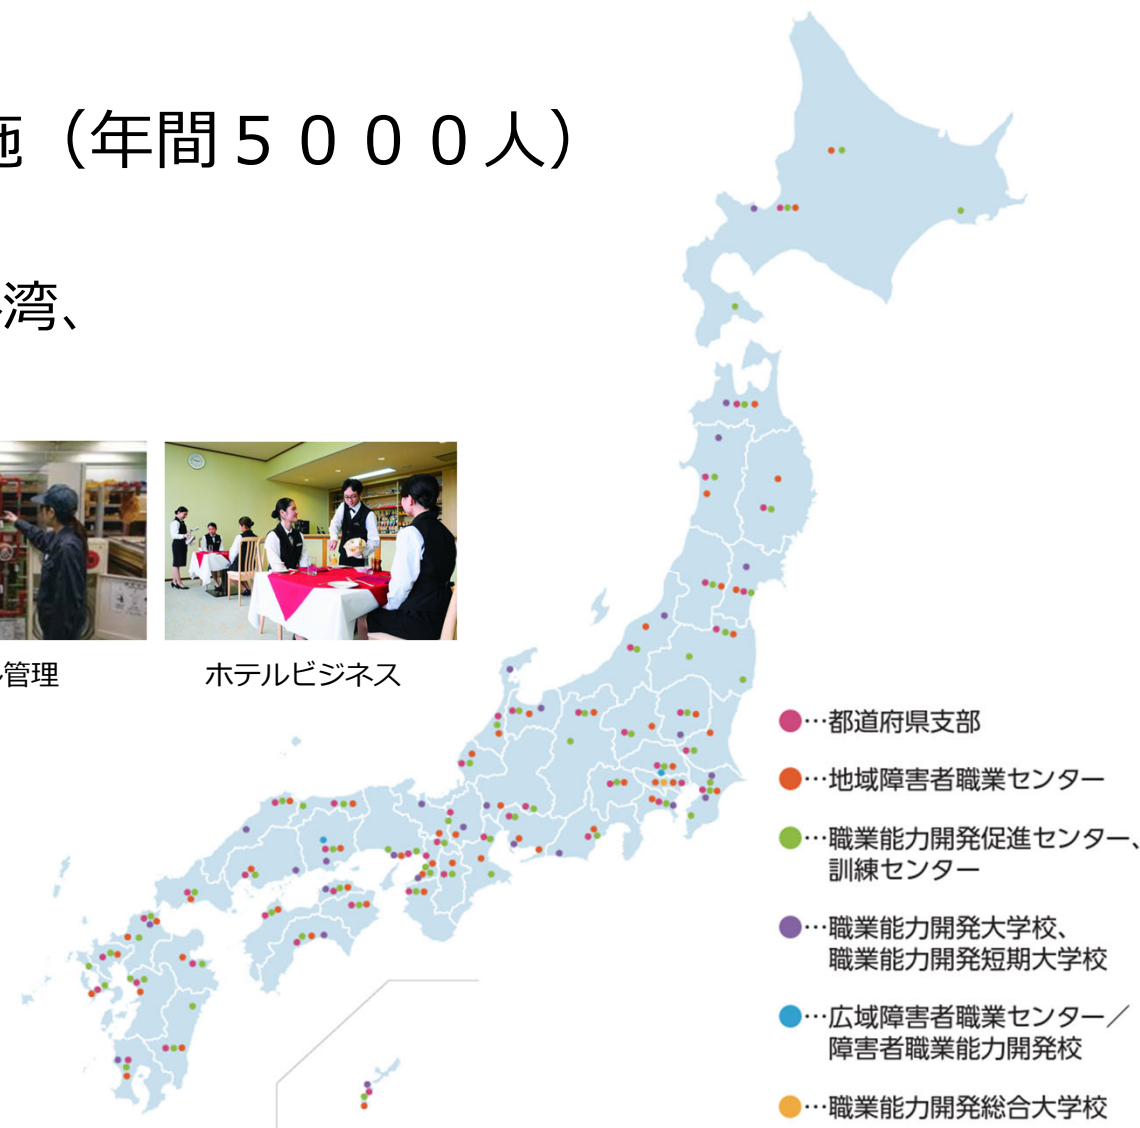 施（年間５０００人）
湾、
管理
ホテルビジネス
●…都道府県支部
●…地域障害者職業センター
●…職業能力開発促進センター、
訓練センター
●…職業能力開発大学校、
職業能力開発短期大学校
●…広域障害者職業センター／
障害者職業能力開発校
●…職業能力開発総合大学校